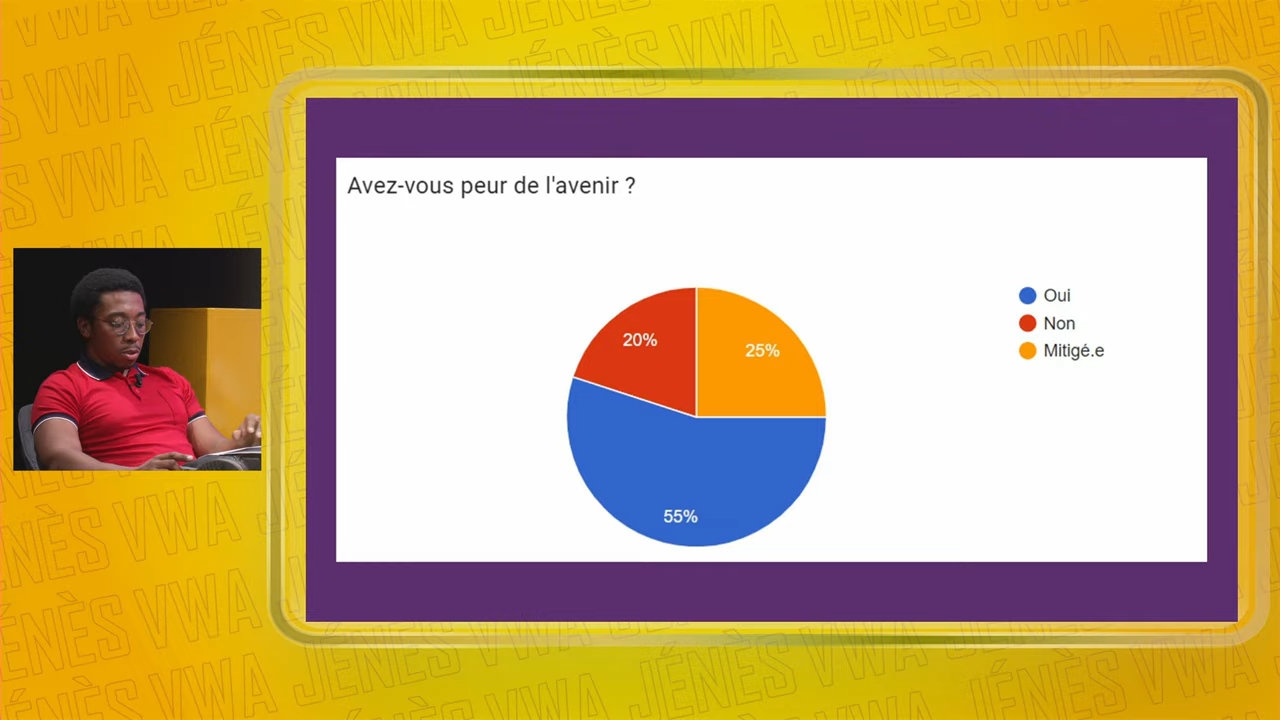 JÉNÈS VWA
Avez-vous peur de l'avenir ?
20%
25%
55%
Oui
Non
Mitigé.e